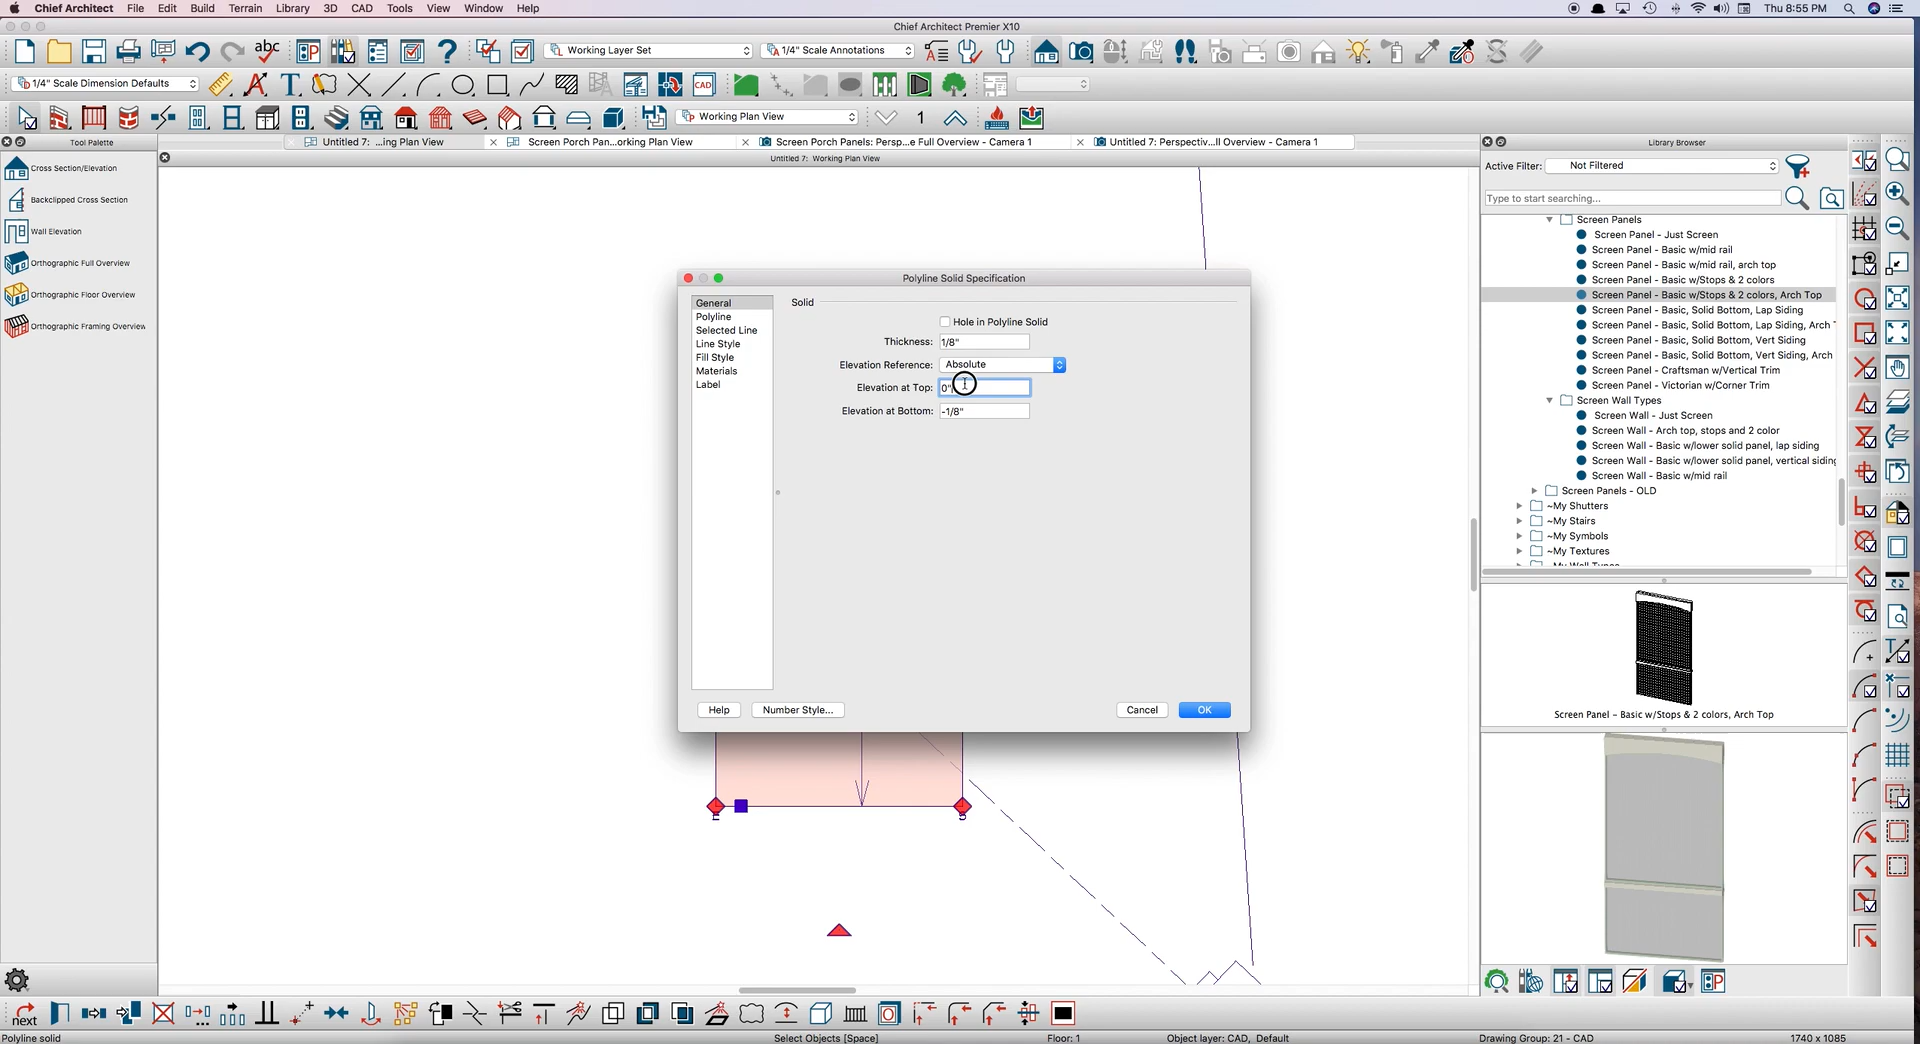 Chief Architect File Edit Build Terrain Library 3D CAD Tools View Window Help Thu 8:55 PM
Chief Architect Premier X10
abc Working Layer Set 1/4" Scale Annotations
1/4" Scale Dimension Defaults CAD
Working Plan View 1
Tool Palette
Untitled 7: ...ing Plan View
Screen Porch Pan...orking Plan View
Screen Porch Panels: Persp...e Full Overview - Camera 1
Untitled 7: Perspectiv...ll Overview - Camera 1
Untitled 7: Working Plan View
Cross Section/Elevation
Backclipped Cross Section
Wall Elevation
Orthographic Full Overview
Orthographic Floor Overview
Orthographic Framing Overview
Polyline Solid Specification
General
Polyline
Selected Line
Line Style
Fill Style
Materials
Label
Solid
Hole in Polyline Solid
Thickness: 1/8"
Elevation Reference: Absolute
Elevation at Top: 0"
Elevation at Bottom: -1/8"
Help
Number Style...
Cancel
OK
Library Browser
Active Filter: Not Filtered
Type to start searching...
Screen Panels
Screen Panel - Just Screen
Screen Panel - Basic w/mid rail
Screen Panel - Basic w/mid rail, arch top
Screen Panel - Basic w/Stops & 2 colors
Screen Panel - Basic w/Stops & 2 colors, Arch Top
Screen Panel - Basic, Solid Bottom, Lap Siding
Screen Panel - Basic, Solid Bottom, Lap Siding, Arch
Screen Panel - Basic, Solid Bottom, Vert Siding
Screen Panel - Basic, Solid Bottom, Vert Siding, Arch
Screen Panel - Craftsman w/Vertical Trim
Screen Panel - Victorian w/Corner Trim
Screen Wall Types
Screen Wall - Just Screen
Screen Wall - Arch top, stops and 2 color
Screen Wall - Basic w/lower solid panel, lap siding
Screen Wall - Basic w/lower solid panel, vertical siding
Screen Wall - Basic w/mid rail
Screen Panels - OLD
~My Shutters
~My Stairs
~My Symbols
~My Textures
~My Wall Types
Screen Panel - Basic w/Stops & 2 colors, Arch Top
next
Polyline solid
Select Objects [Space]
Floor: 1
Object layer: CAD, Default
Drawing Group: 21 - CAD
1740 x 1085